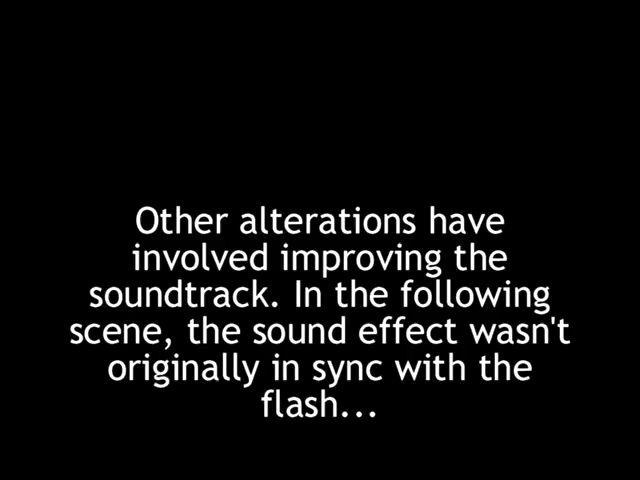 Other alterations have
involved improving the
soundtrack. In the following
scene, the sound effect wasn't
originally in sync with the
flash...